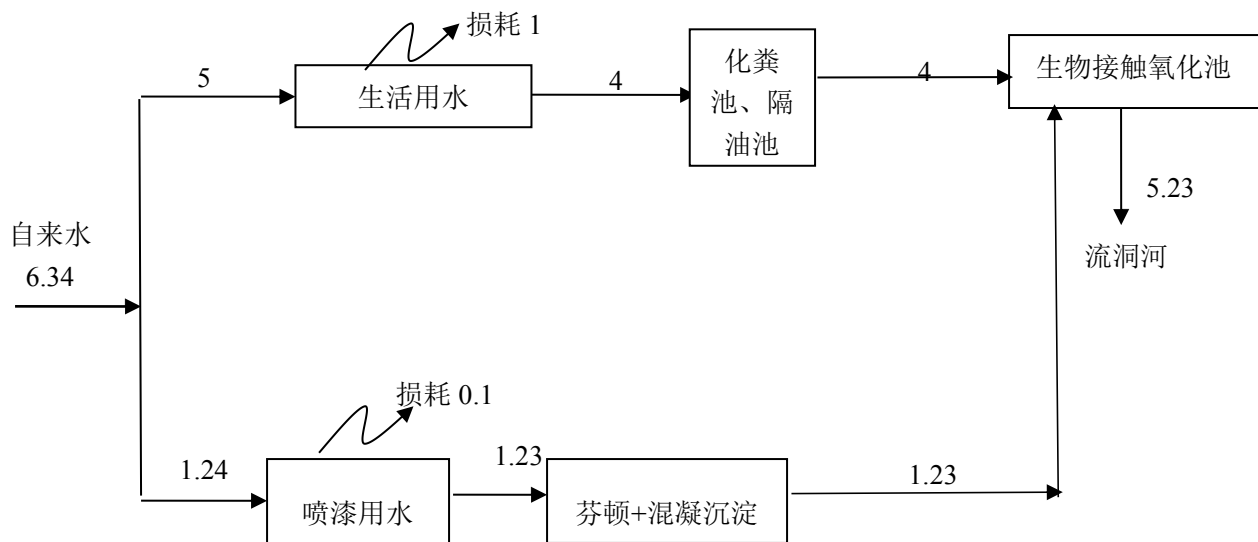 损耗 1
5
生活用水
4
化粪
池、隔
油池
4
生物接触氧化池
5.23
流洞河
自来水
6.34
损耗 0.1
1.24
喷漆用水
1.23
芬顿+混凝沉淀
1.23